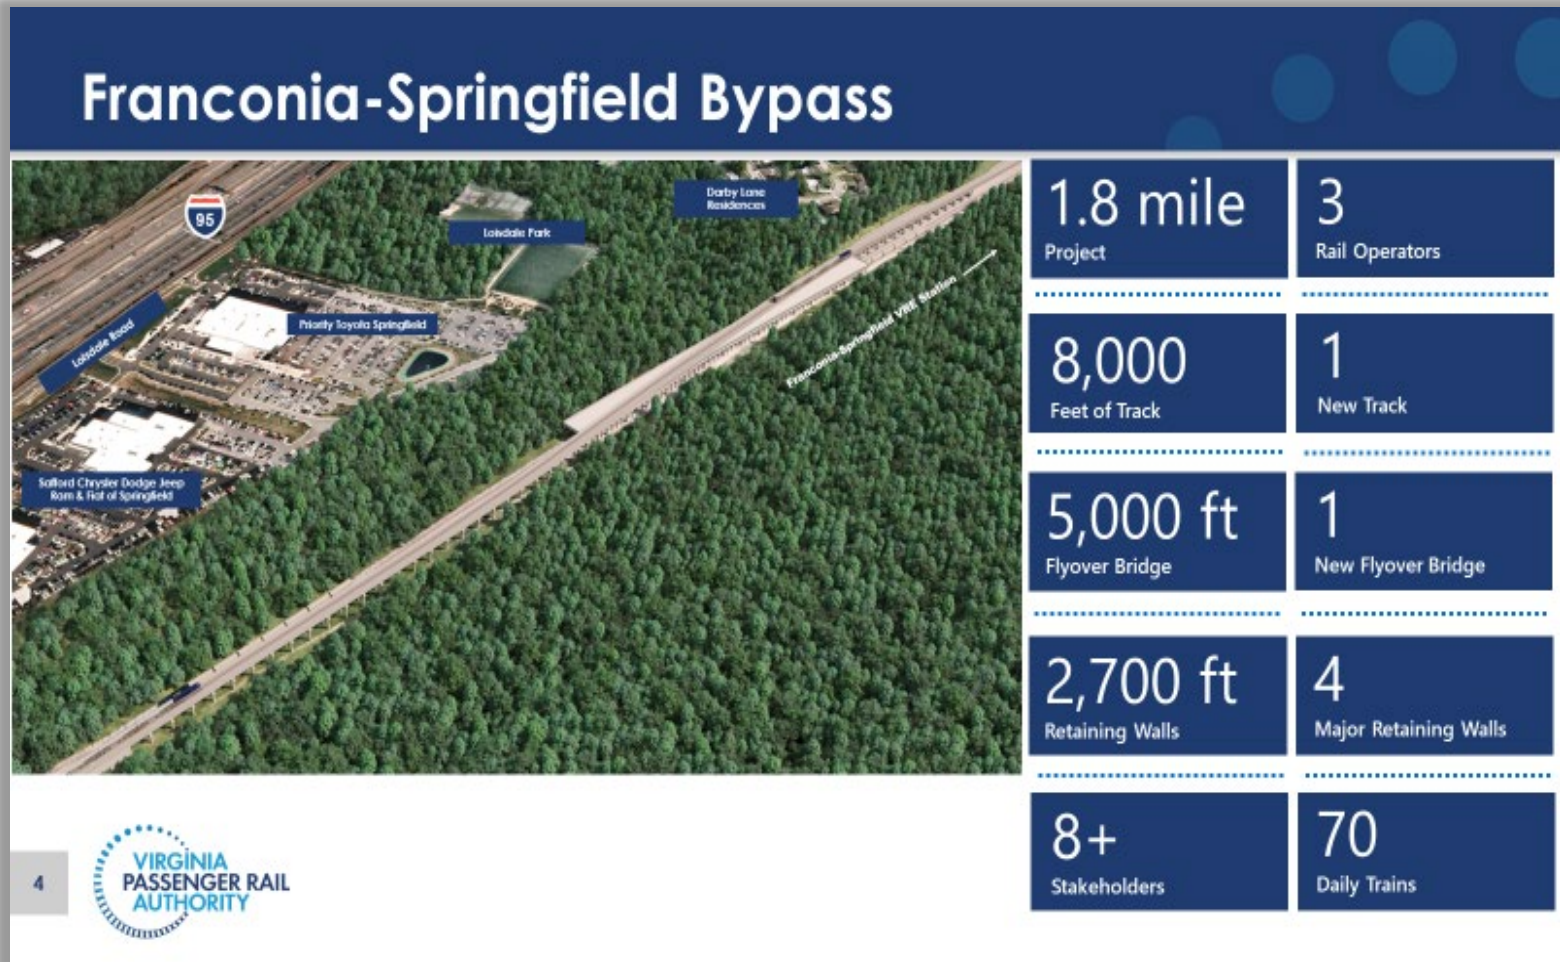 Franconia-Springfield Bypass
95
Darby Lane
Residences
Loisdale Park
Priority Toyota Springfield
Loisdale Road
Franconia-Springfield VRE Station
Safford Chrysler Dodge Jeep
Ram & Fiat of Springfield
1.8 mile
Project
3
Rail Operators
8,000
Feet of Track
1
New Track
5,000 ft
Flyover Bridge
1
New Flyover Bridge
2,700 ft
Retaining Walls
4
Major Retaining Walls
8+
Stakeholders
70
Daily Trains
4
VIRGINIA
PASSENGER RAIL
AUTHORITY